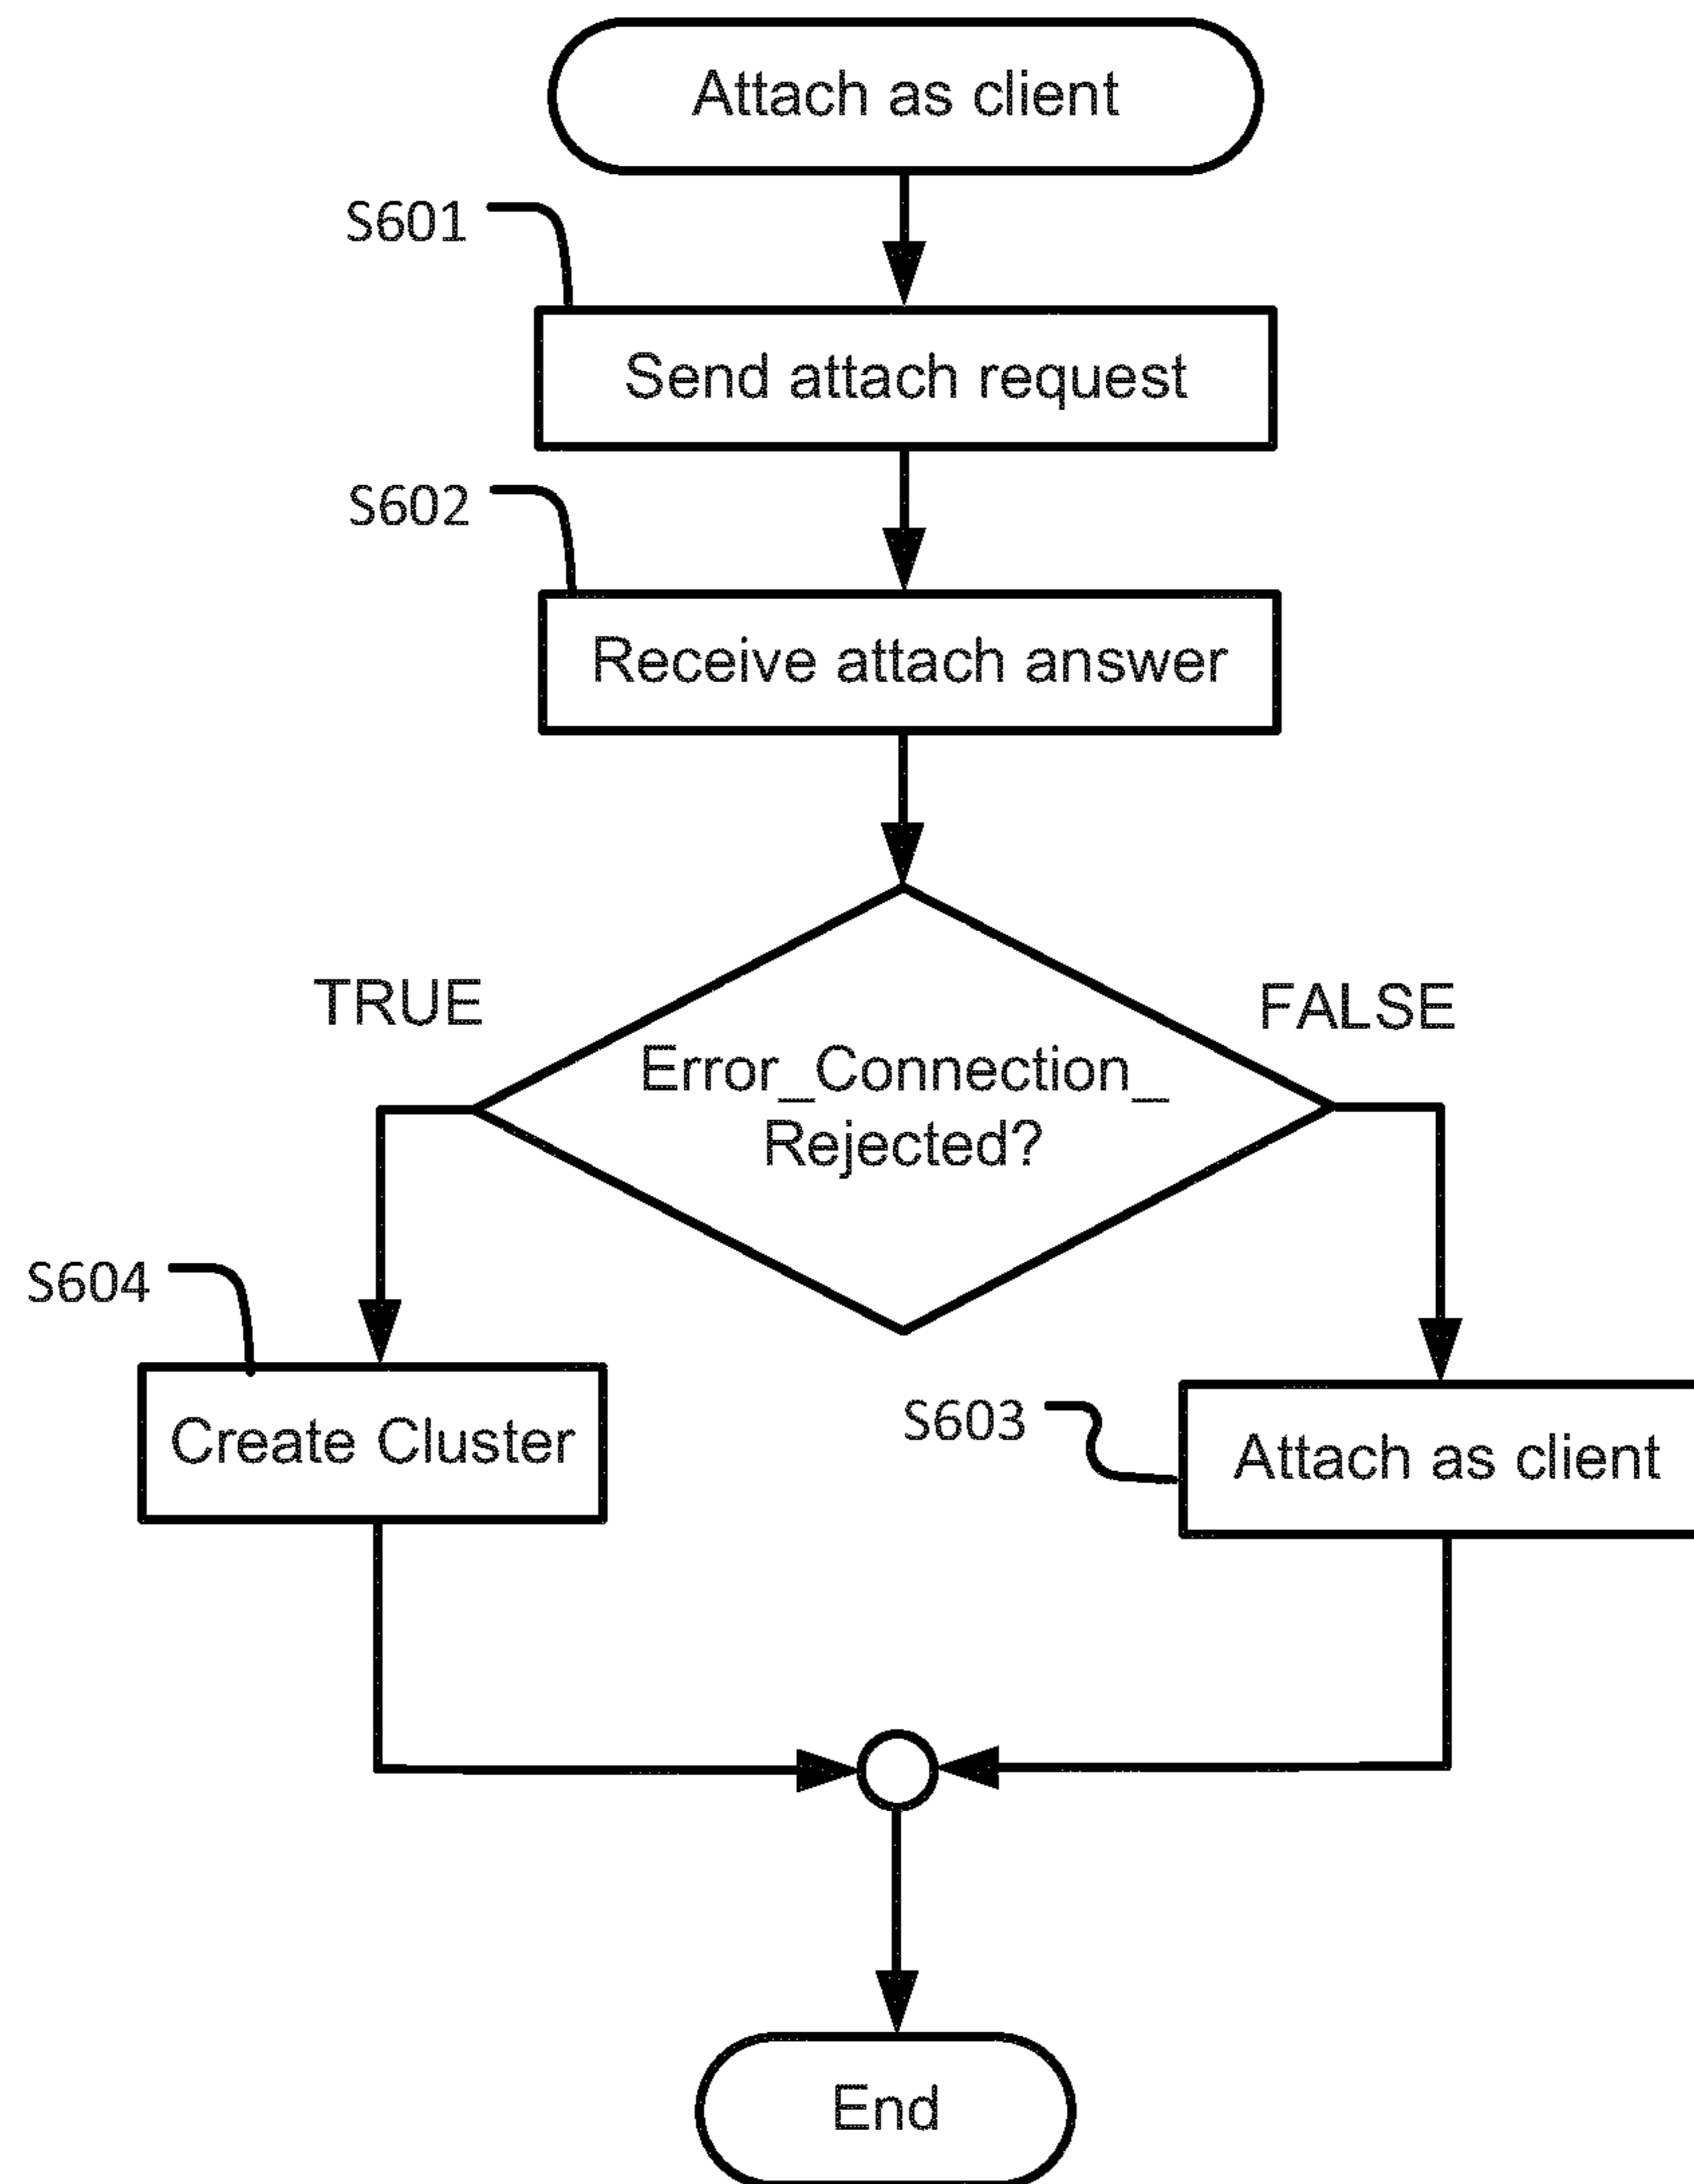 Attach as client
S601
Send attach request
S602
Receive attach answer
TRUE
FALSE
Error_Connection_
Rejected?
S604
Create Cluster
S603
Attach as client
End